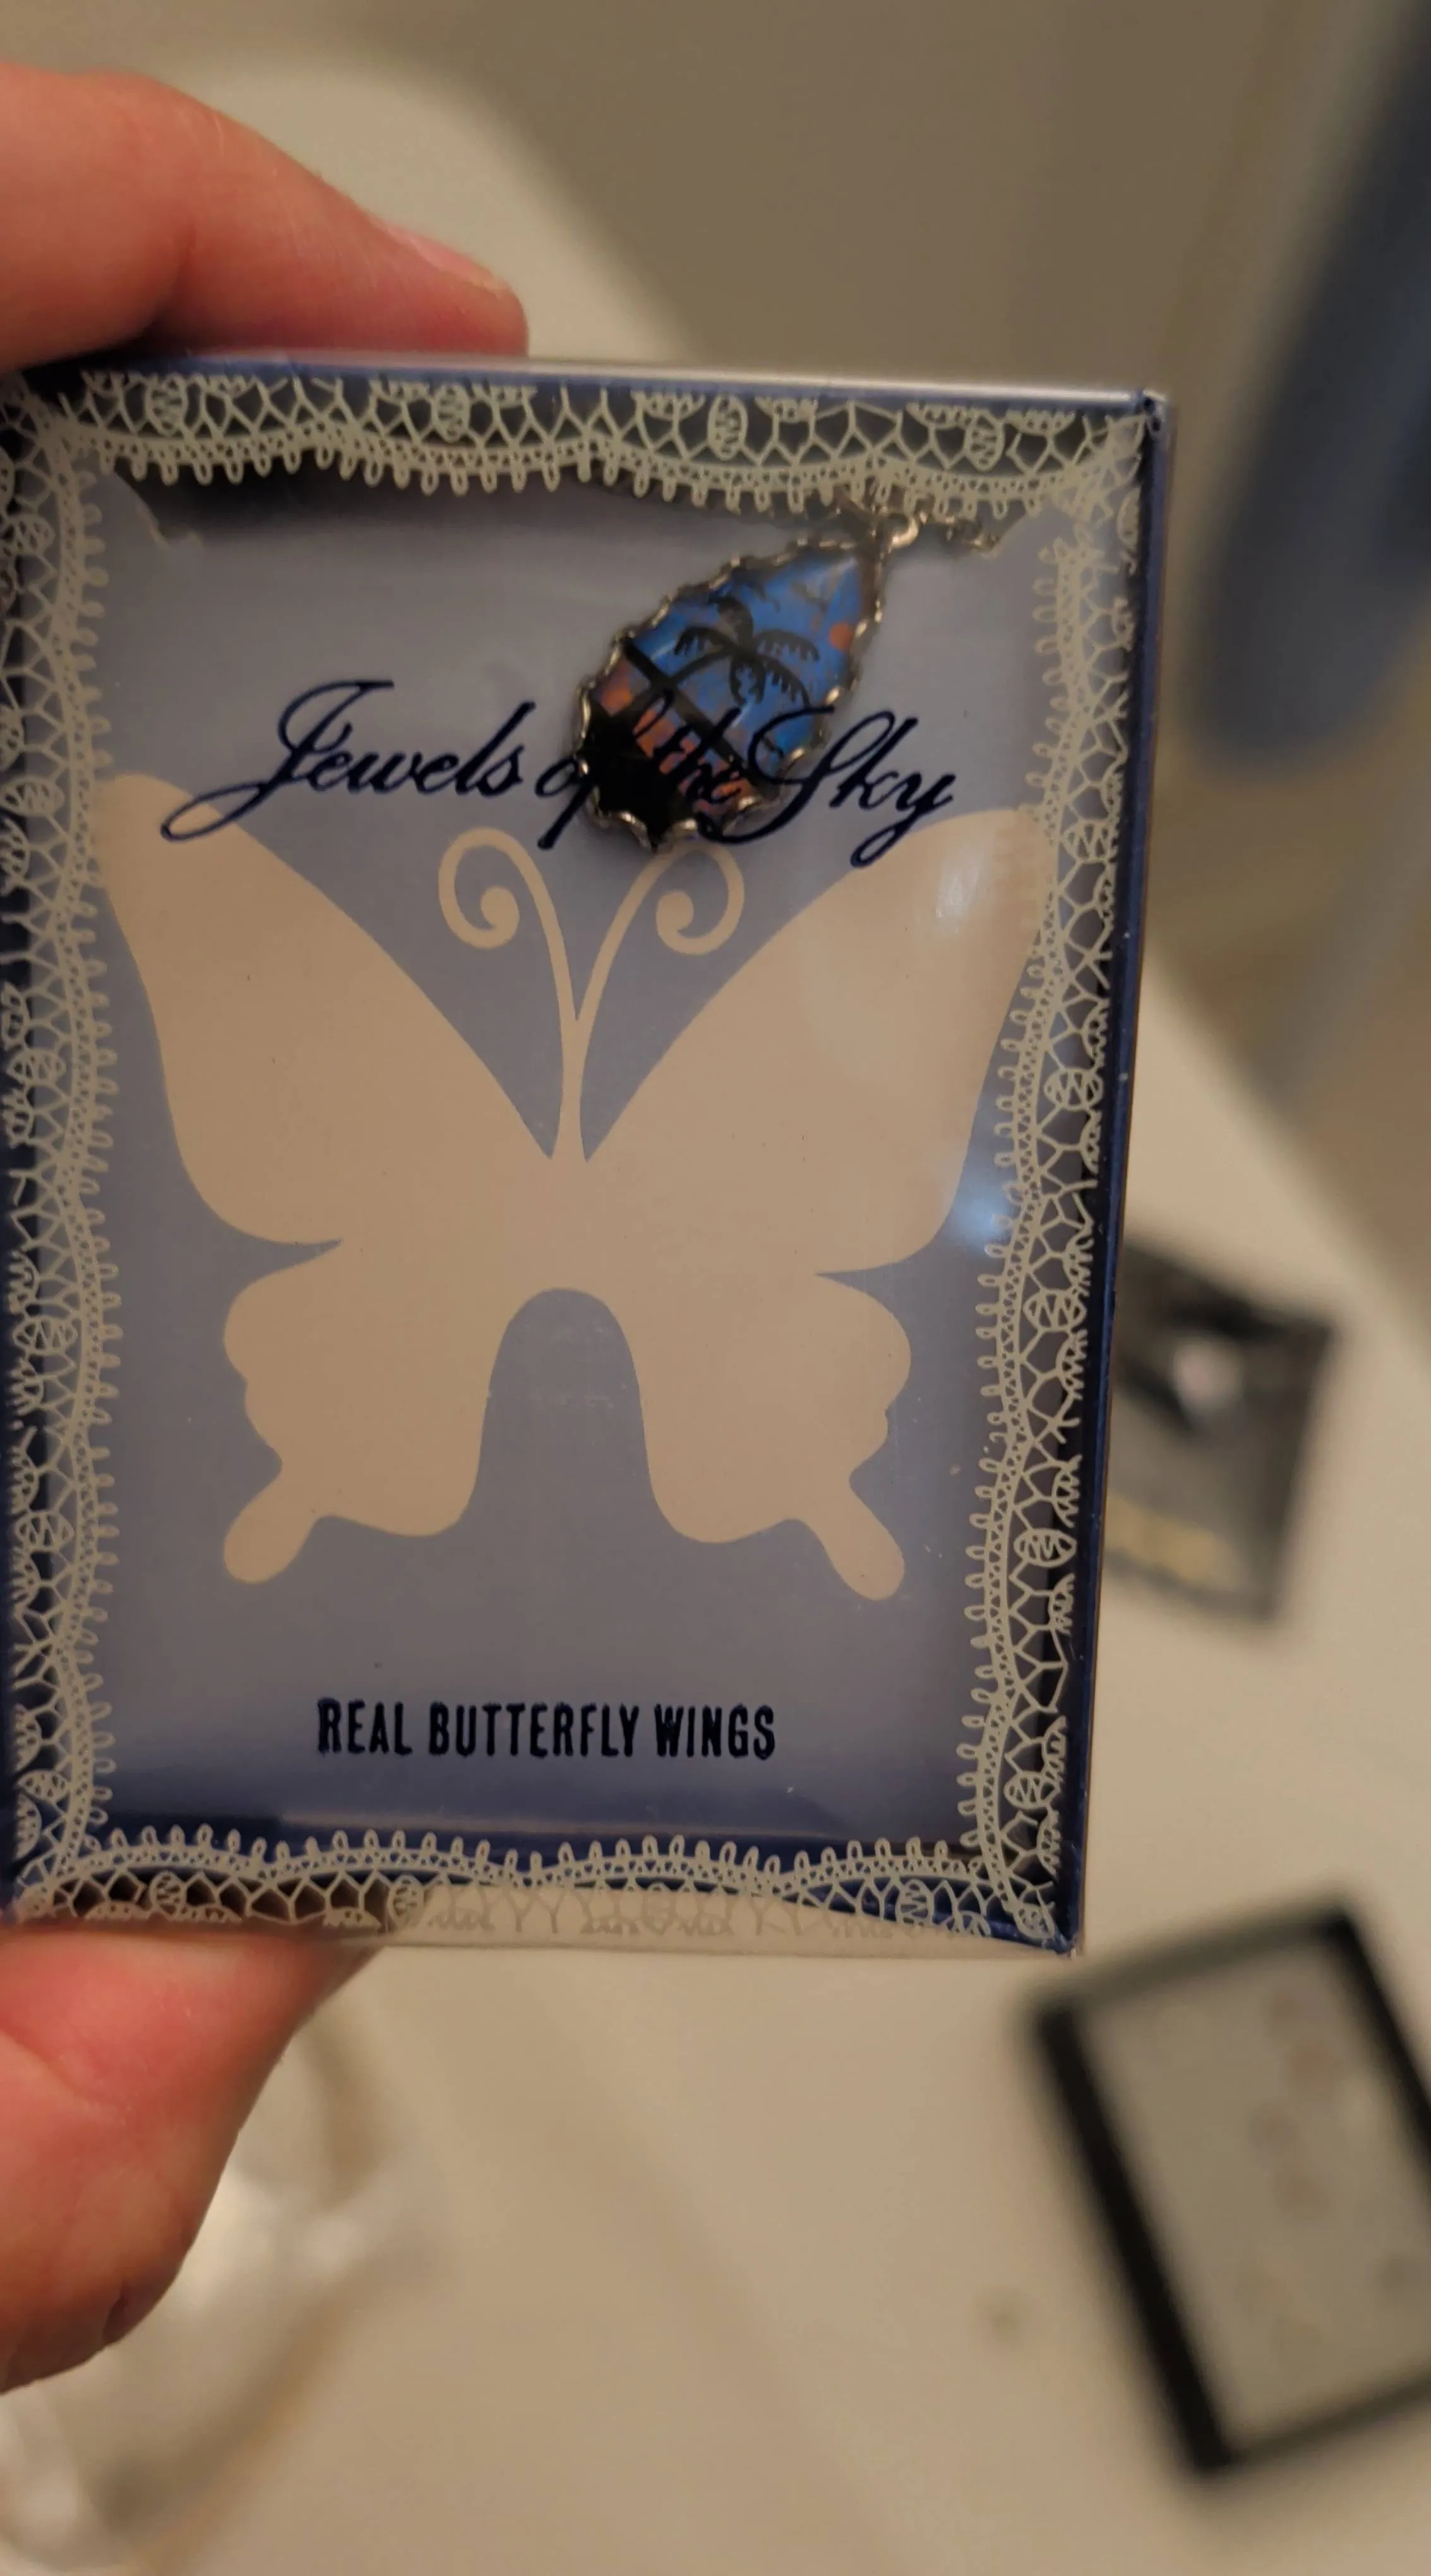 Jewels of the Sky
REAL BUTTERFLY WINGS